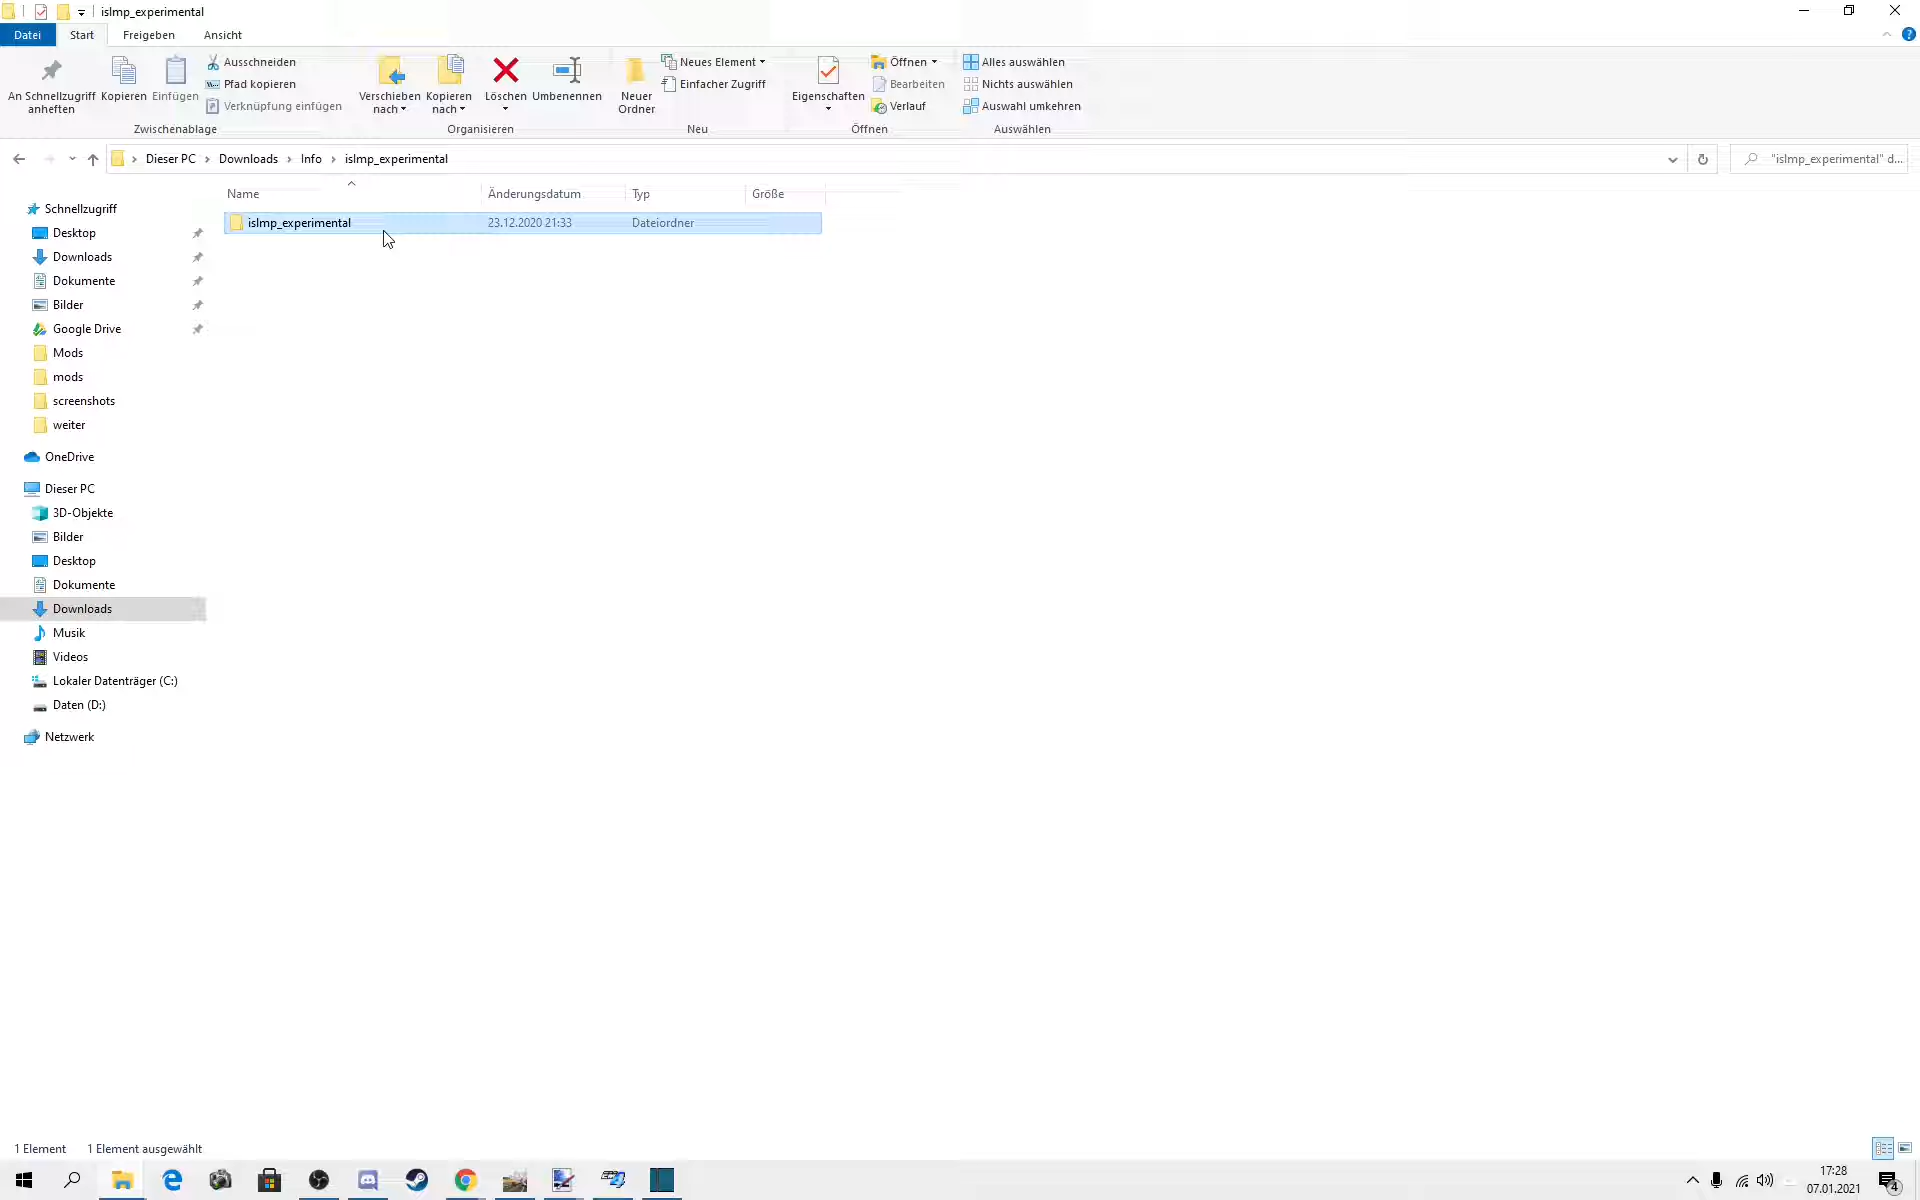 islmp_experimental
Datei Start Freigeben Ansicht
An Schnellzugriff anheften
Kopieren
Einfügen
Ausschneiden
Pfad kopieren
Verknüpfung einfügen
Zwischenablage
Verschieben nach
Kopieren nach
Löschen
Umbenennen
Organisieren
Neuer Ordner
Neues Element
Einfacher Zugriff
Neu
Eigenschaften
Öffnen
Bearbeiten
Verlauf
Öffnen
Alles auswählen
Nichts auswählen
Auswahl umkehren
Auswählen
Dieser PC > Downloads > Info > islmp_experimental
"islmp_experimental" d...
Name Änderungsdatum Typ Größe
islmp_experimental 23.12.2020 21:33 Dateiordner
Schnellzugriff
Desktop
Downloads
Dokumente
Bilder
Google Drive
Mods
mods
screenshots
weiter
OneDrive
Dieser PC
3D-Objekte
Bilder
Desktop
Dokumente
Downloads
Musik
Videos
Lokaler Datenträger (C:)
Daten (D:)
Netzwerk
1 Element 1 Element ausgewählt
17:28
07.01.2021
4